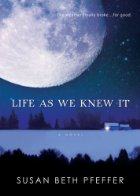 The weather finally broke...for good.
LIFE AS WE KNEW IT
A NOVEL
SUSAN BETH PFEFFER